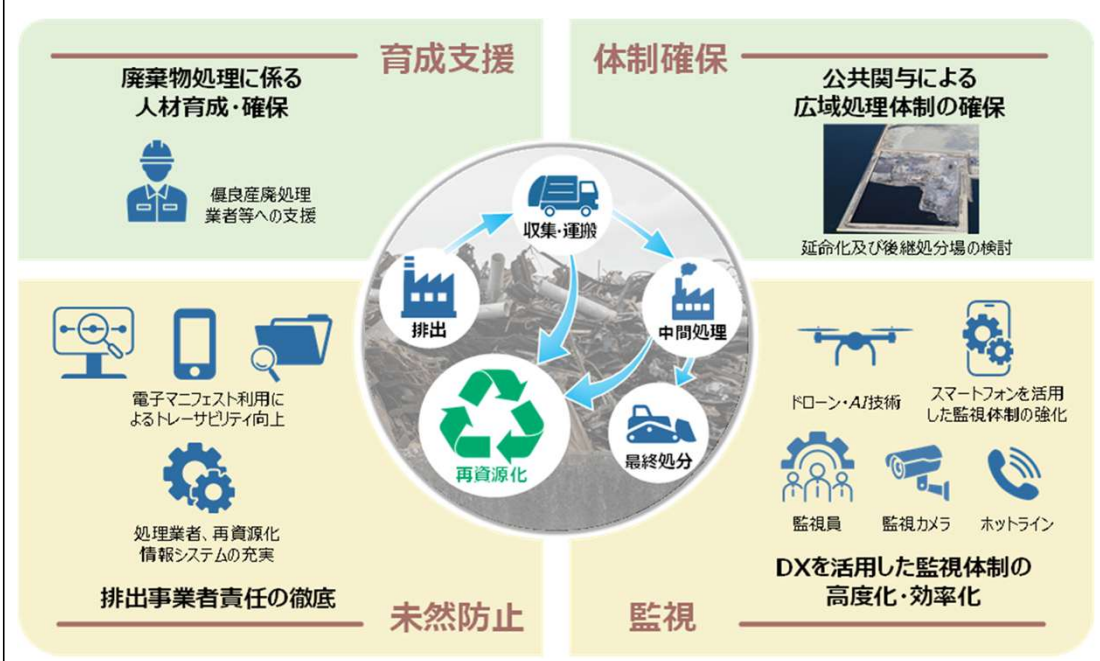 育成支援
廃棄物処理に係る
人材育成・確保
優良産廃処理
業者等への支援
体制確保
公共関与による
広域処理体制の確保
延命化及び後継処分場の検討
収集・運搬
排出
中間処理
再資源化
最終処分
電子マニフェスト利用に
よるトレーサビリティ向上
処理業者、再資源化
情報システムの充実
排出事業者責任の徹底
未然防止
ドローン・AI技術
スマートフォンを活用
した監視体制の強化
監視員
監視カメラ
ホットライン
DXを活用した監視体制の
高度化・効率化
監視